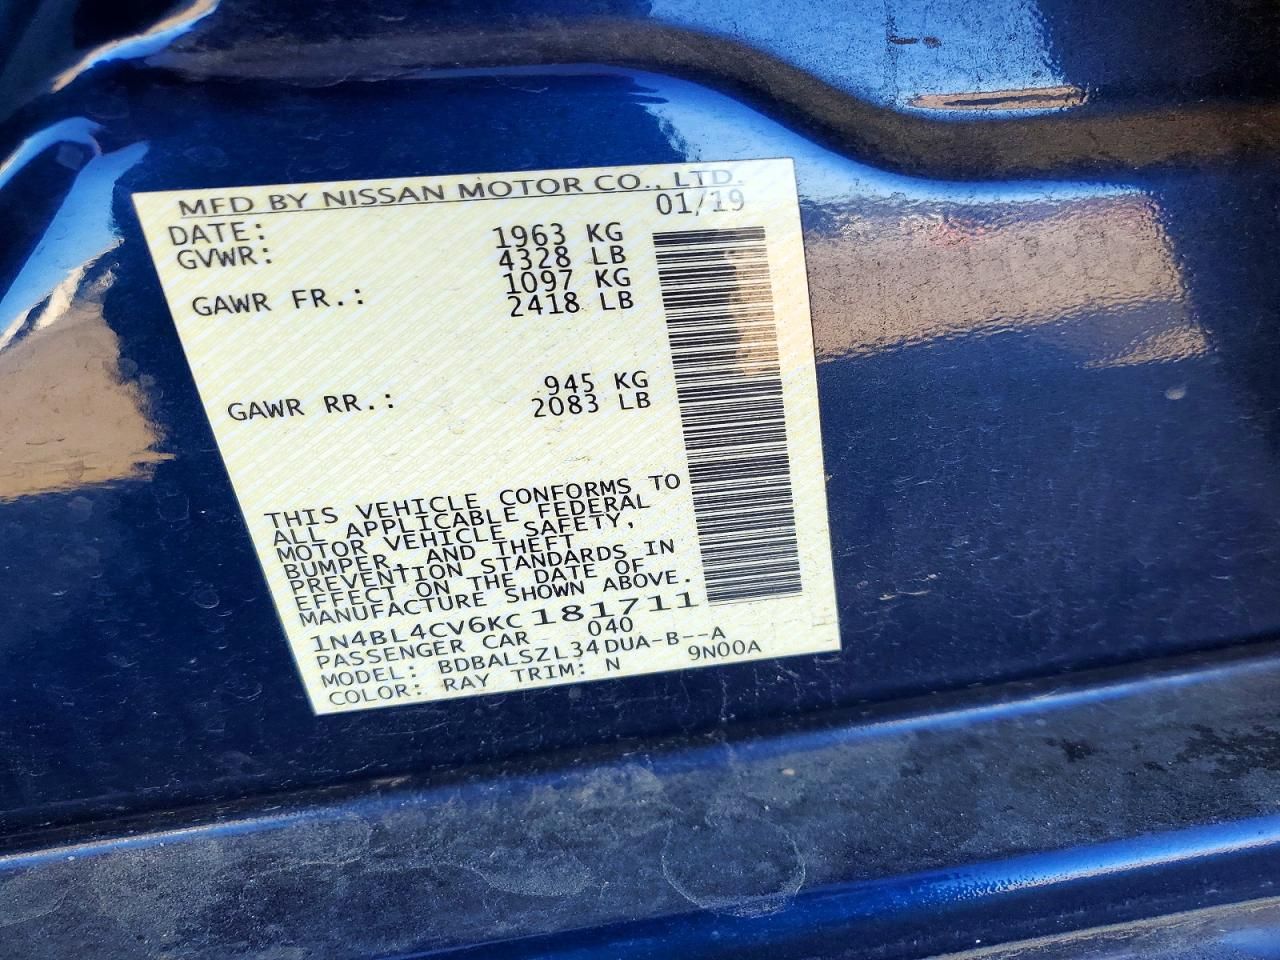 MFD BY NISSAN MOTOR CO., LTD.
DATE: 01/19
GVWR: 1963 KG
4328 LB
GAWR FR.: 1097 KG
2418 LB
GAWR RR.: 945 KG
2083 LB
THIS VEHICLE CONFORMS TO
ALL APPLICABLE FEDERAL
MOTOR VEHICLE SAFETY,
BUMPER, AND THEFT
PREVENTION STANDARDS IN
EFFECT ON THE DATE OF
MANUFACTURE SHOWN ABOVE.
1N4BL4CV6KC181711
PASSENGER CAR 040
MODEL: BDBALSZL34DUA-B--A
COLOR: RAY TRIM: N 9N00A